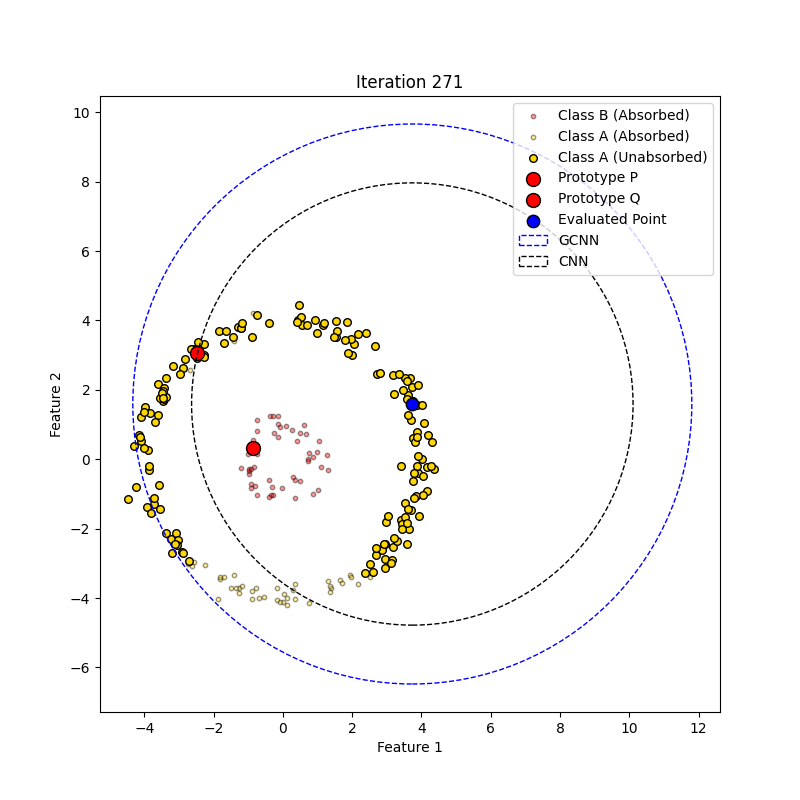 Iteration 271
Class B (Absorbed)
Class A (Absorbed)
Class A (Unabsorbed)
Prototype P
Prototype Q
Evaluated Point
GCNN
CNN
10
8
6
4
2
0
−2
−4
−6
Feature 2
−4 −2 0 2 4 6 8 10 12
Feature 1